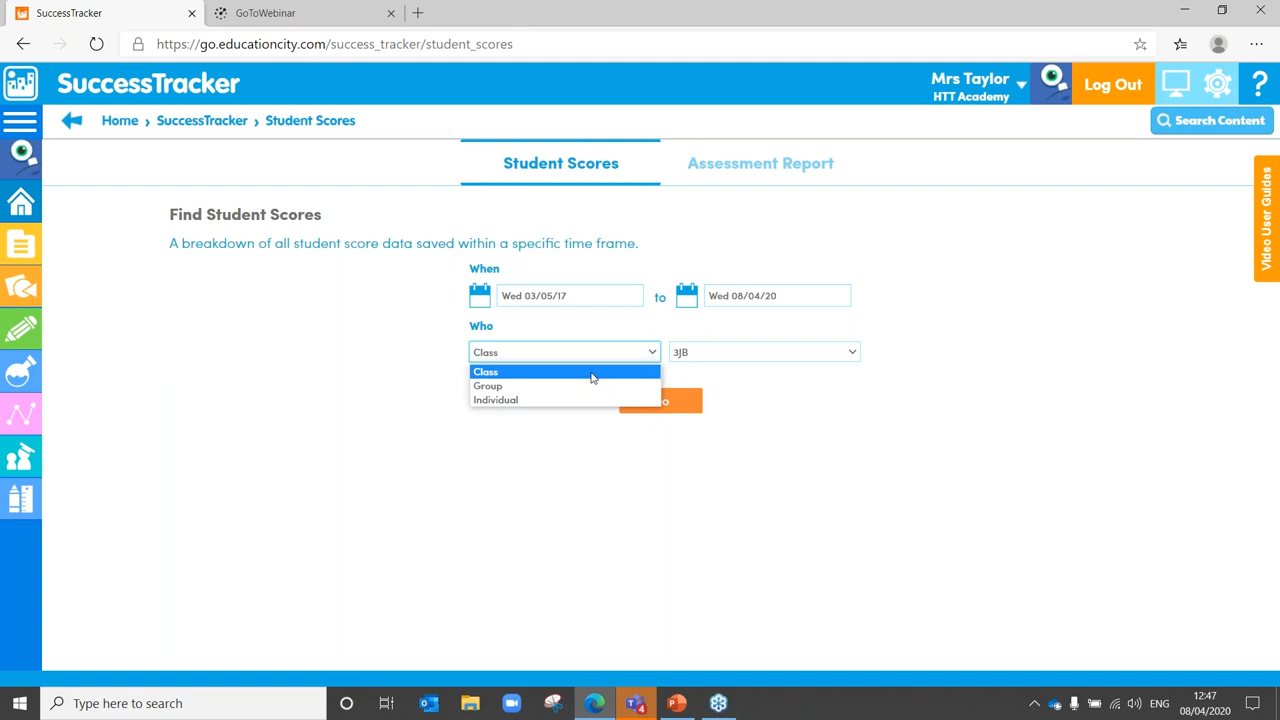 SuccessTracker
GoToWebinar
https://go.educationcity.com/success_tracker/student_scores
SuccessTracker
Mrs Taylor
HTT Academy
Log Out
?
Home › SuccessTracker › Student Scores
Search Content
Student Scores
Assessment Report
Video User Guides
Find Student Scores
A breakdown of all student score data saved within a specific time frame.
When
Wed 03/05/17
to
Wed 08/04/20
Who
Class
3JB
Class
Group
Individual
Type here to search
4
ENG
12:47
08/04/2020